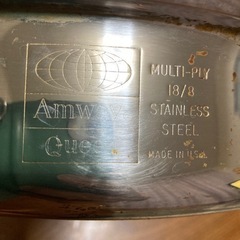 Amway
Queen
MULTI-PLY
18/8
STAINLESS
STEEL
MADE IN U.S.A.